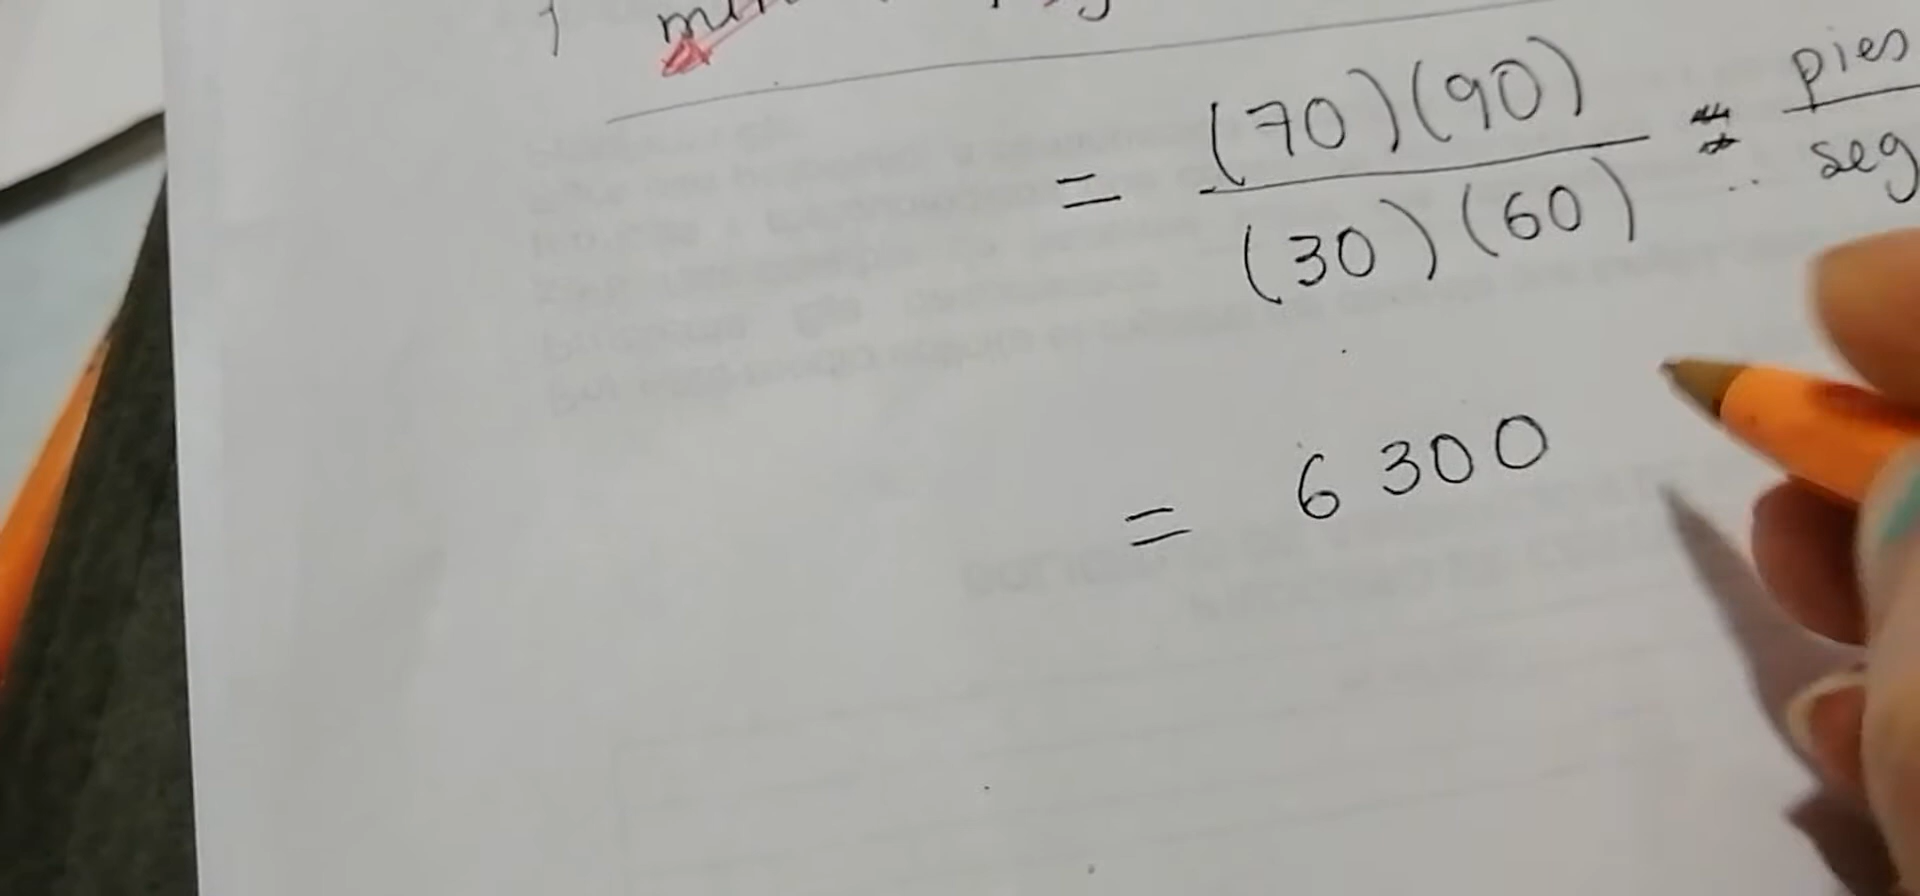 = (70)(90) pies
(30)(60) seg
= 6300